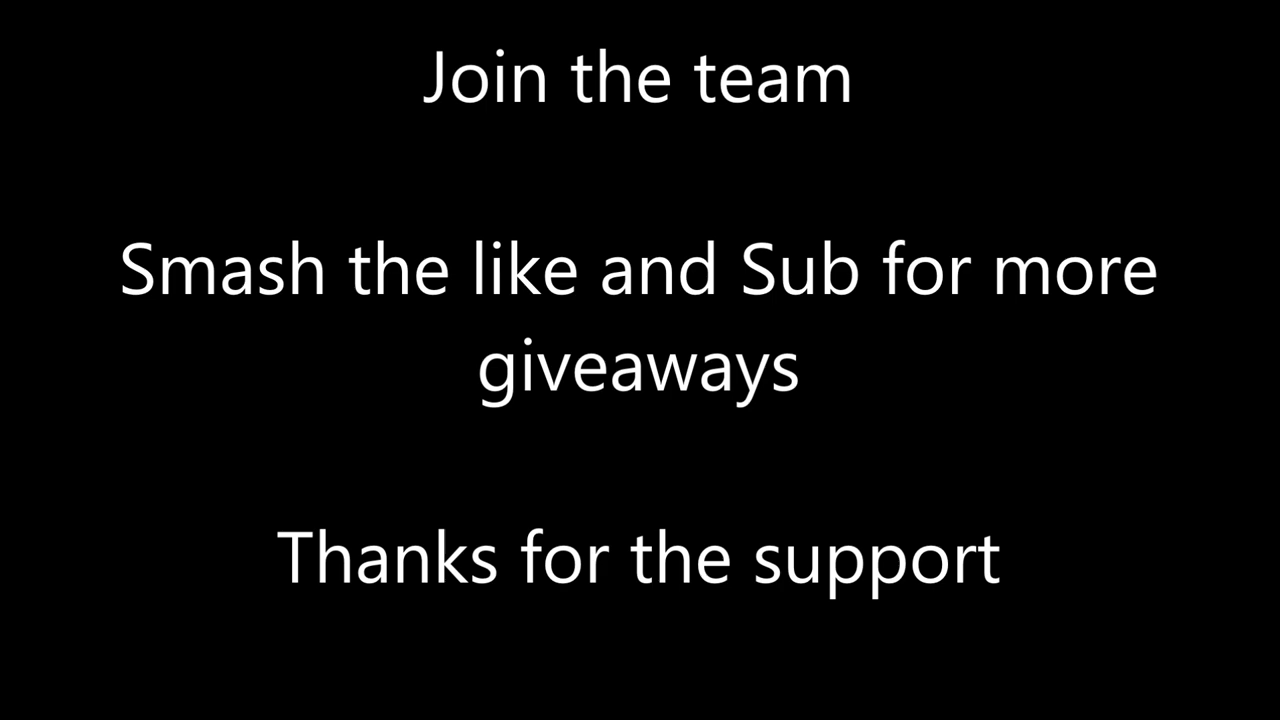 Join the team
Smash the like and Sub for more
giveaways
Thanks for the support